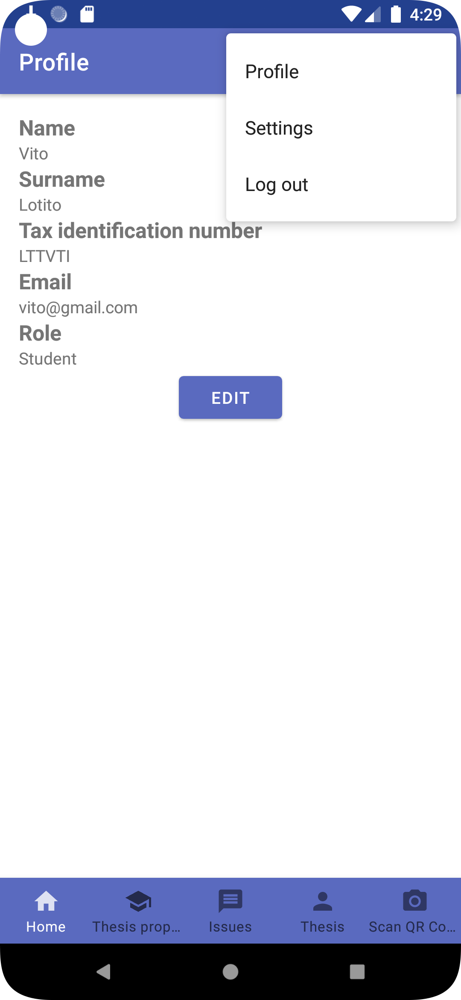 4:29
Profile
Profile
Settings
Log out
Name
Vito
Surname
Lotito
Tax identification number
LTTVTI
Email
vito@gmail.com
Role
Student
EDIT
Home
Thesis prop...
Issues
Thesis
Scan QR Co...